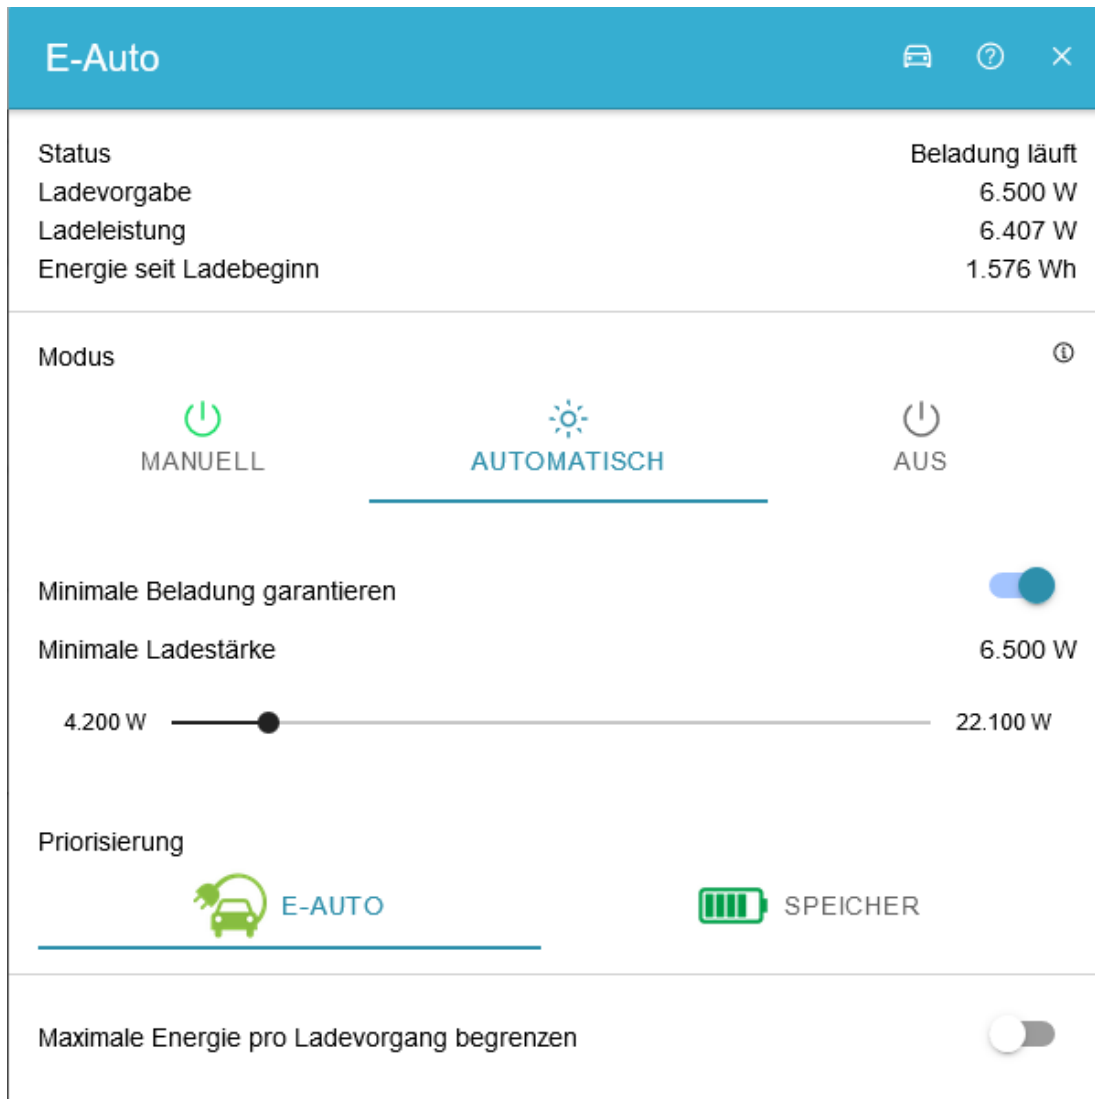 E-Auto
Status Beladung läuft
Ladevorgabe 6.500 W
Ladeleistung 6.407 W
Energie seit Ladebeginn 1.576 Wh
Modus
MANUELL AUTOMATISCH AUS
Minimale Beladung garantieren
Minimale Ladestärke 6.500 W
4.200 W 22.100 W
Priorisierung
E-AUTO SPEICHER
Maximale Energie pro Ladevorgang begrenzen